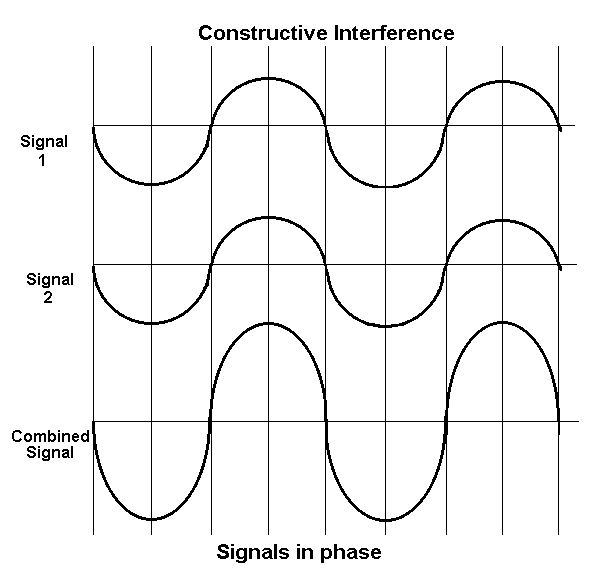 Constructive Interference
Signal
1
Signal
2
Combined
Signal
Signals in phase